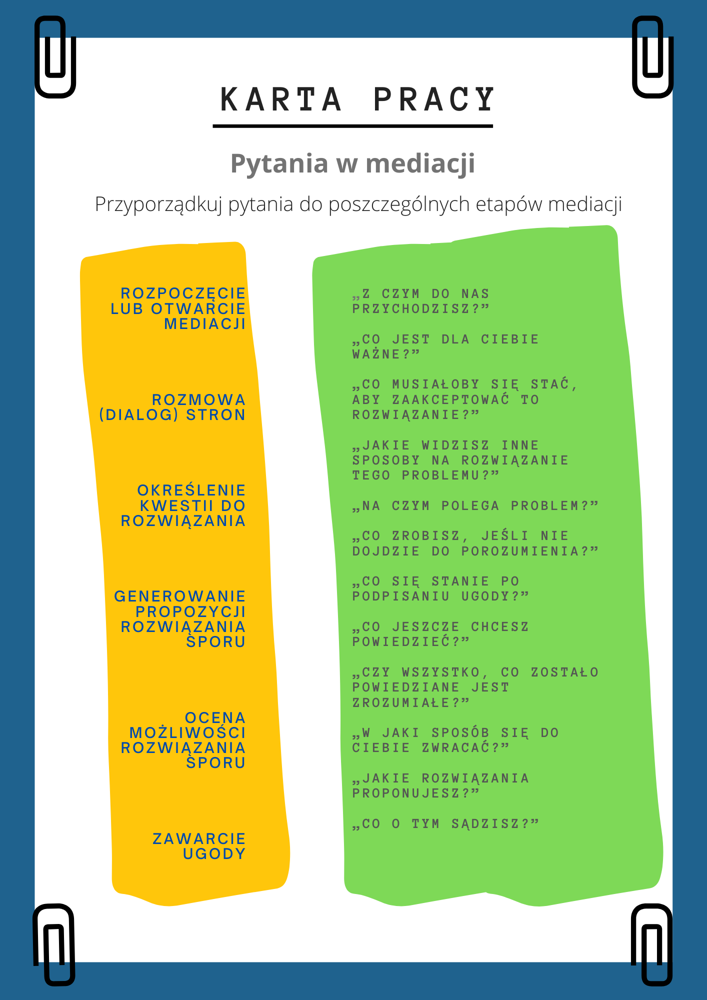 KARTA PRACY
Pytania w mediacji
Przyporządkuj pytania do poszczególnych etapów mediacji
ROZPOCZĘCIE
LUB OTWARCIE
MEDIACJI
ROZMOWA
(DIALOG) STRON
OKREŚLENIE
KWESTII DO
ROZWIĄZANIA
GENEROWANIE
PROPOZYCJI
ROZWIĄZANIA
SPORU
OCENA
MOŻLIWOŚCI
ROZWIĄZANIA
SPORU
ZAWARCIE
UGODY
„Z CZYM DO NAS
PRZYCHODZISZ?”
„CO JEST DLA CIEBIE
WAŻNE?”
„CO MUSIAŁOBY SIĘ STAĆ,
ABY ZAAKCEPTOWAĆ TO
ROZWIĄZANIE?”
„JAKIE WIDZISZ INNE
SPOSOBY NA ROZWIĄZANIE
TEGO PROBLEMU?”
„NA CZYM POLEGA PROBLEM?”
„CO ZROBISZ, JEŚLI NIE
DOJDZIE DO POROZUMIENIA?”
„CO SIĘ STANIE PO
PODPISANIU UGODY?”
„CO JESZCZE CHCESZ
POWIEDZIEĆ?”
„CZY WSZYSTKO, CO ZOSTAŁO
POWIEDZIANE JEST
ZROZUMIAŁE?”
„W JAKI SPOSÓB SIĘ DO
CIEBIE ZWRACAĆ?”
„JAKIE ROZWIĄZANIA
PROPONUJESZ?”
„CO O TYM SĄDZISZ?”